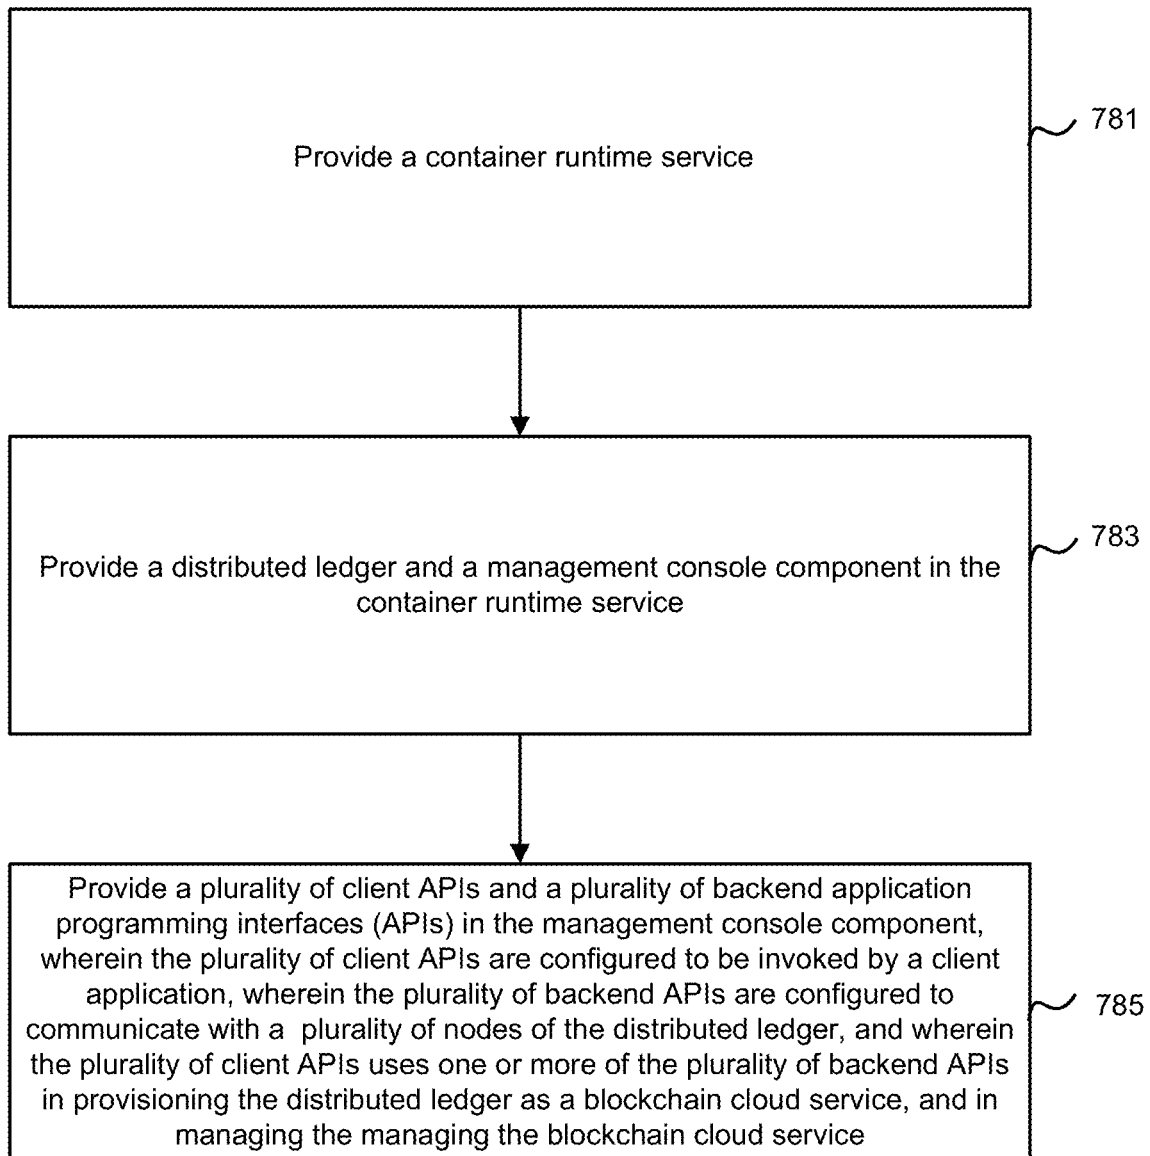 Provide a container runtime service
781
Provide a distributed ledger and a management console component in the
container runtime service
783
Provide a plurality of client APIs and a plurality of backend application
programming interfaces (APIs) in the management console component,
wherein the plurality of client APIs are configured to be invoked by a client
application, wherein the plurality of backend APIs are configured to
communicate with a plurality of nodes of the distributed ledger, and wherein
the plurality of client APIs uses one or more of the plurality of backend APIs
in provisioning the distributed ledger as a blockchain cloud service, and in
managing the managing the blockchain cloud service
785